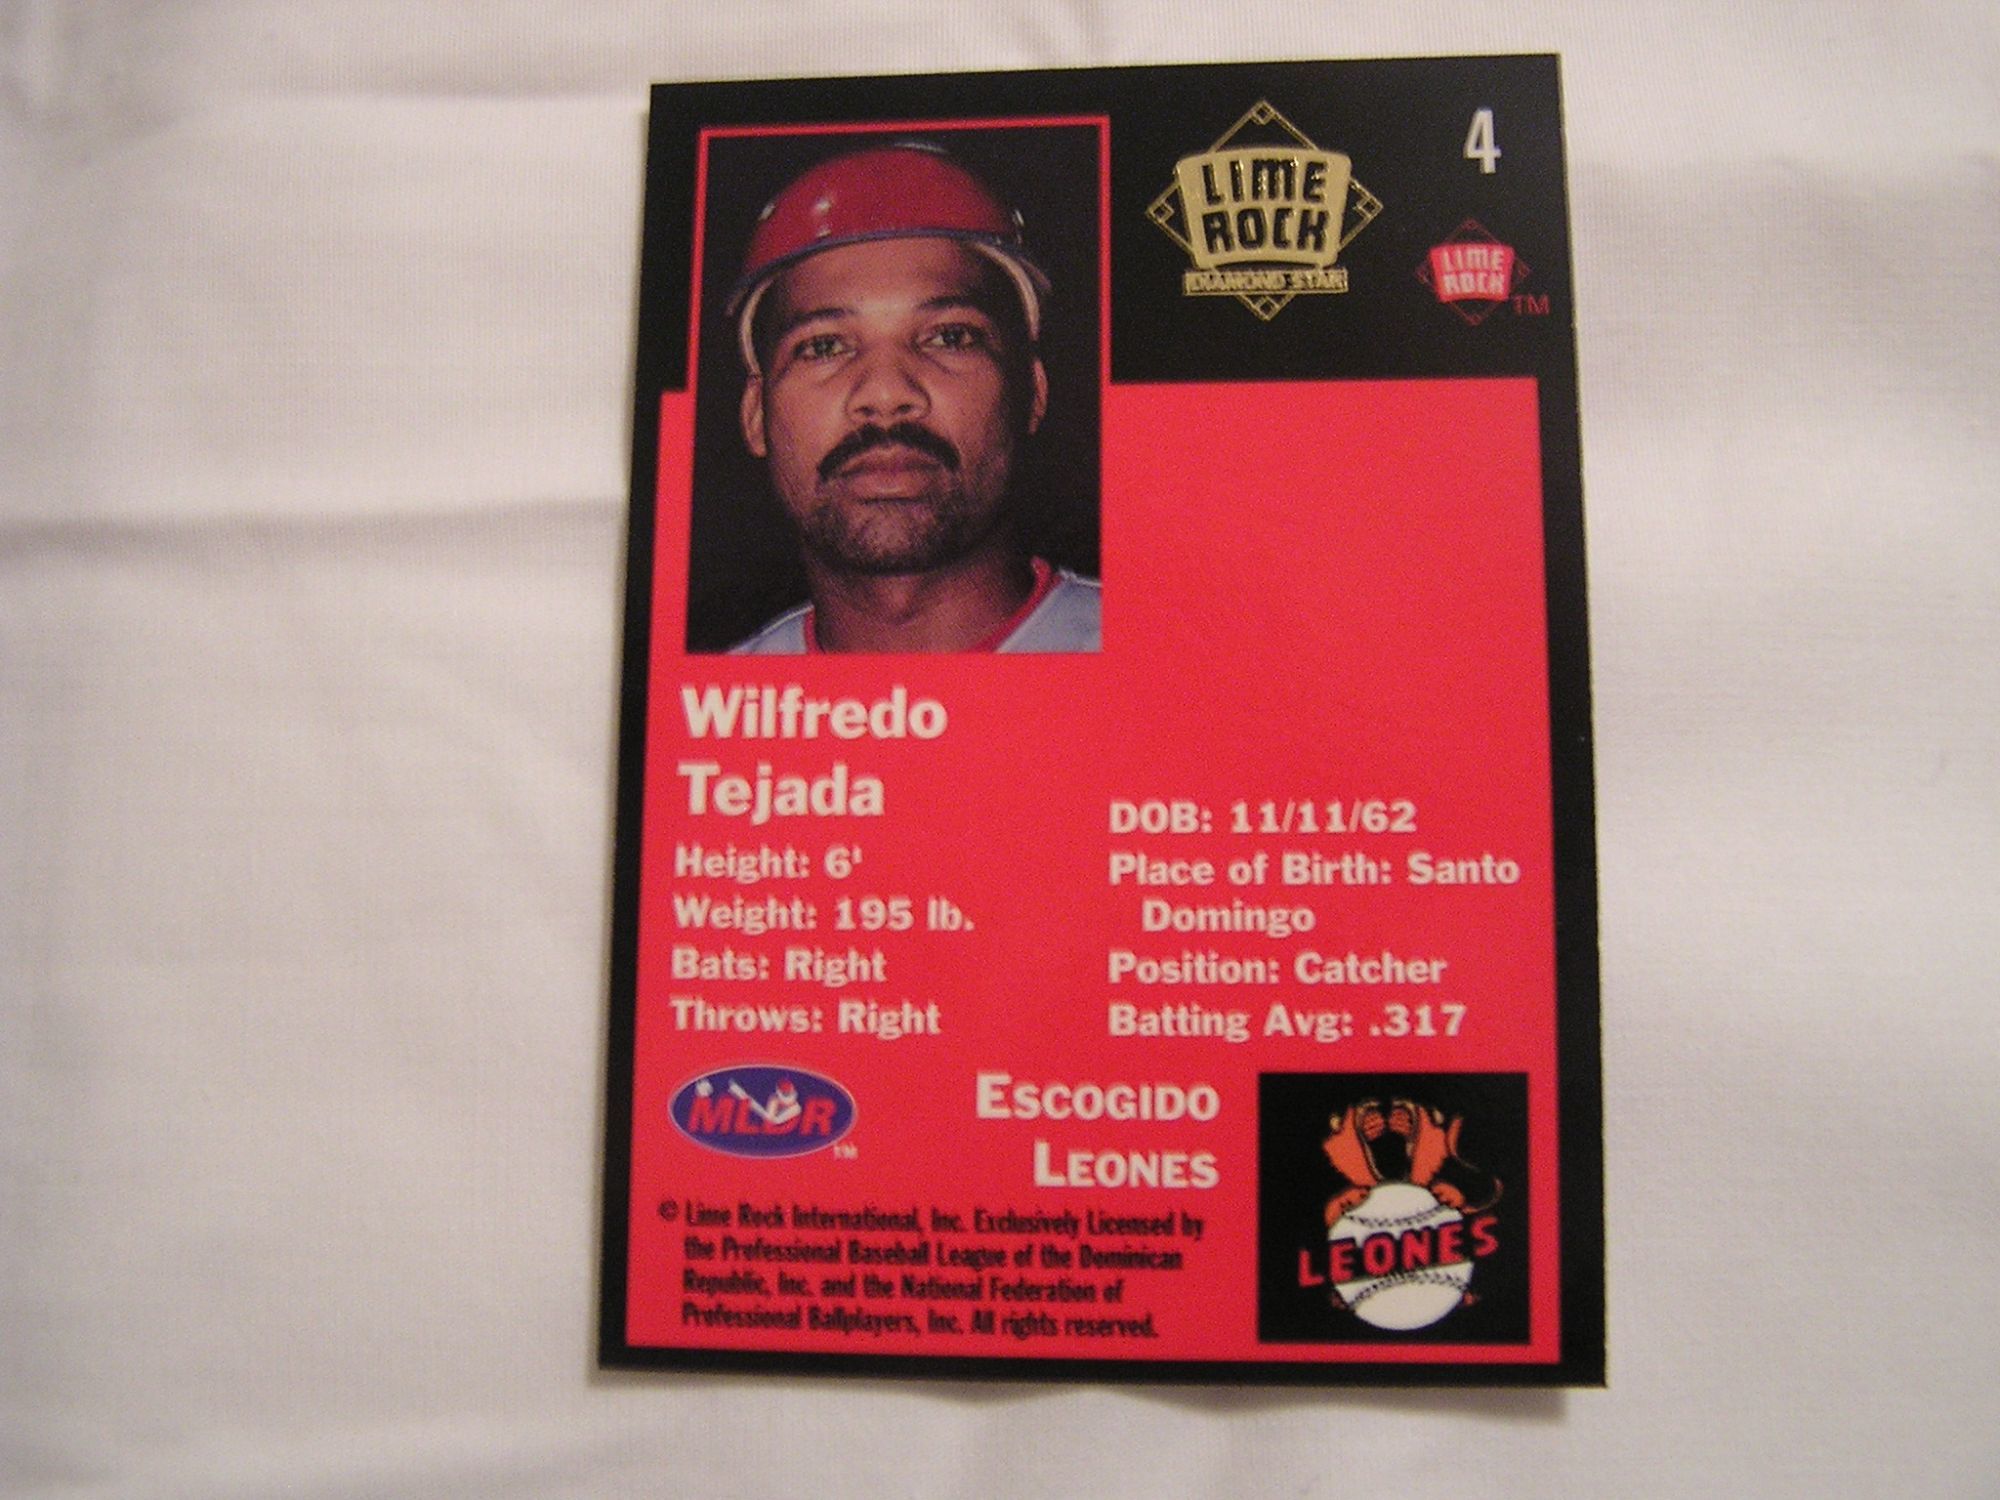 4
LIME
ROCK
DIAMOND STAR
LIME
ROCK
TM
Wilfredo
Tejada
Height: 6'
Weight: 195 lb.
Bats: Right
Throws: Right
DOB: 11/11/62
Place of Birth: Santo
Domingo
Position: Catcher
Batting Avg: .317
MLDR
TM
ESCOGIDO
LEONES
LEONES
© Lime Rock International, Inc. Exclusively Licensed by
the Professional Baseball League of the Dominican
Republic, Inc. and the National Federation of
Professional Ballplayers, Inc. All rights reserved.